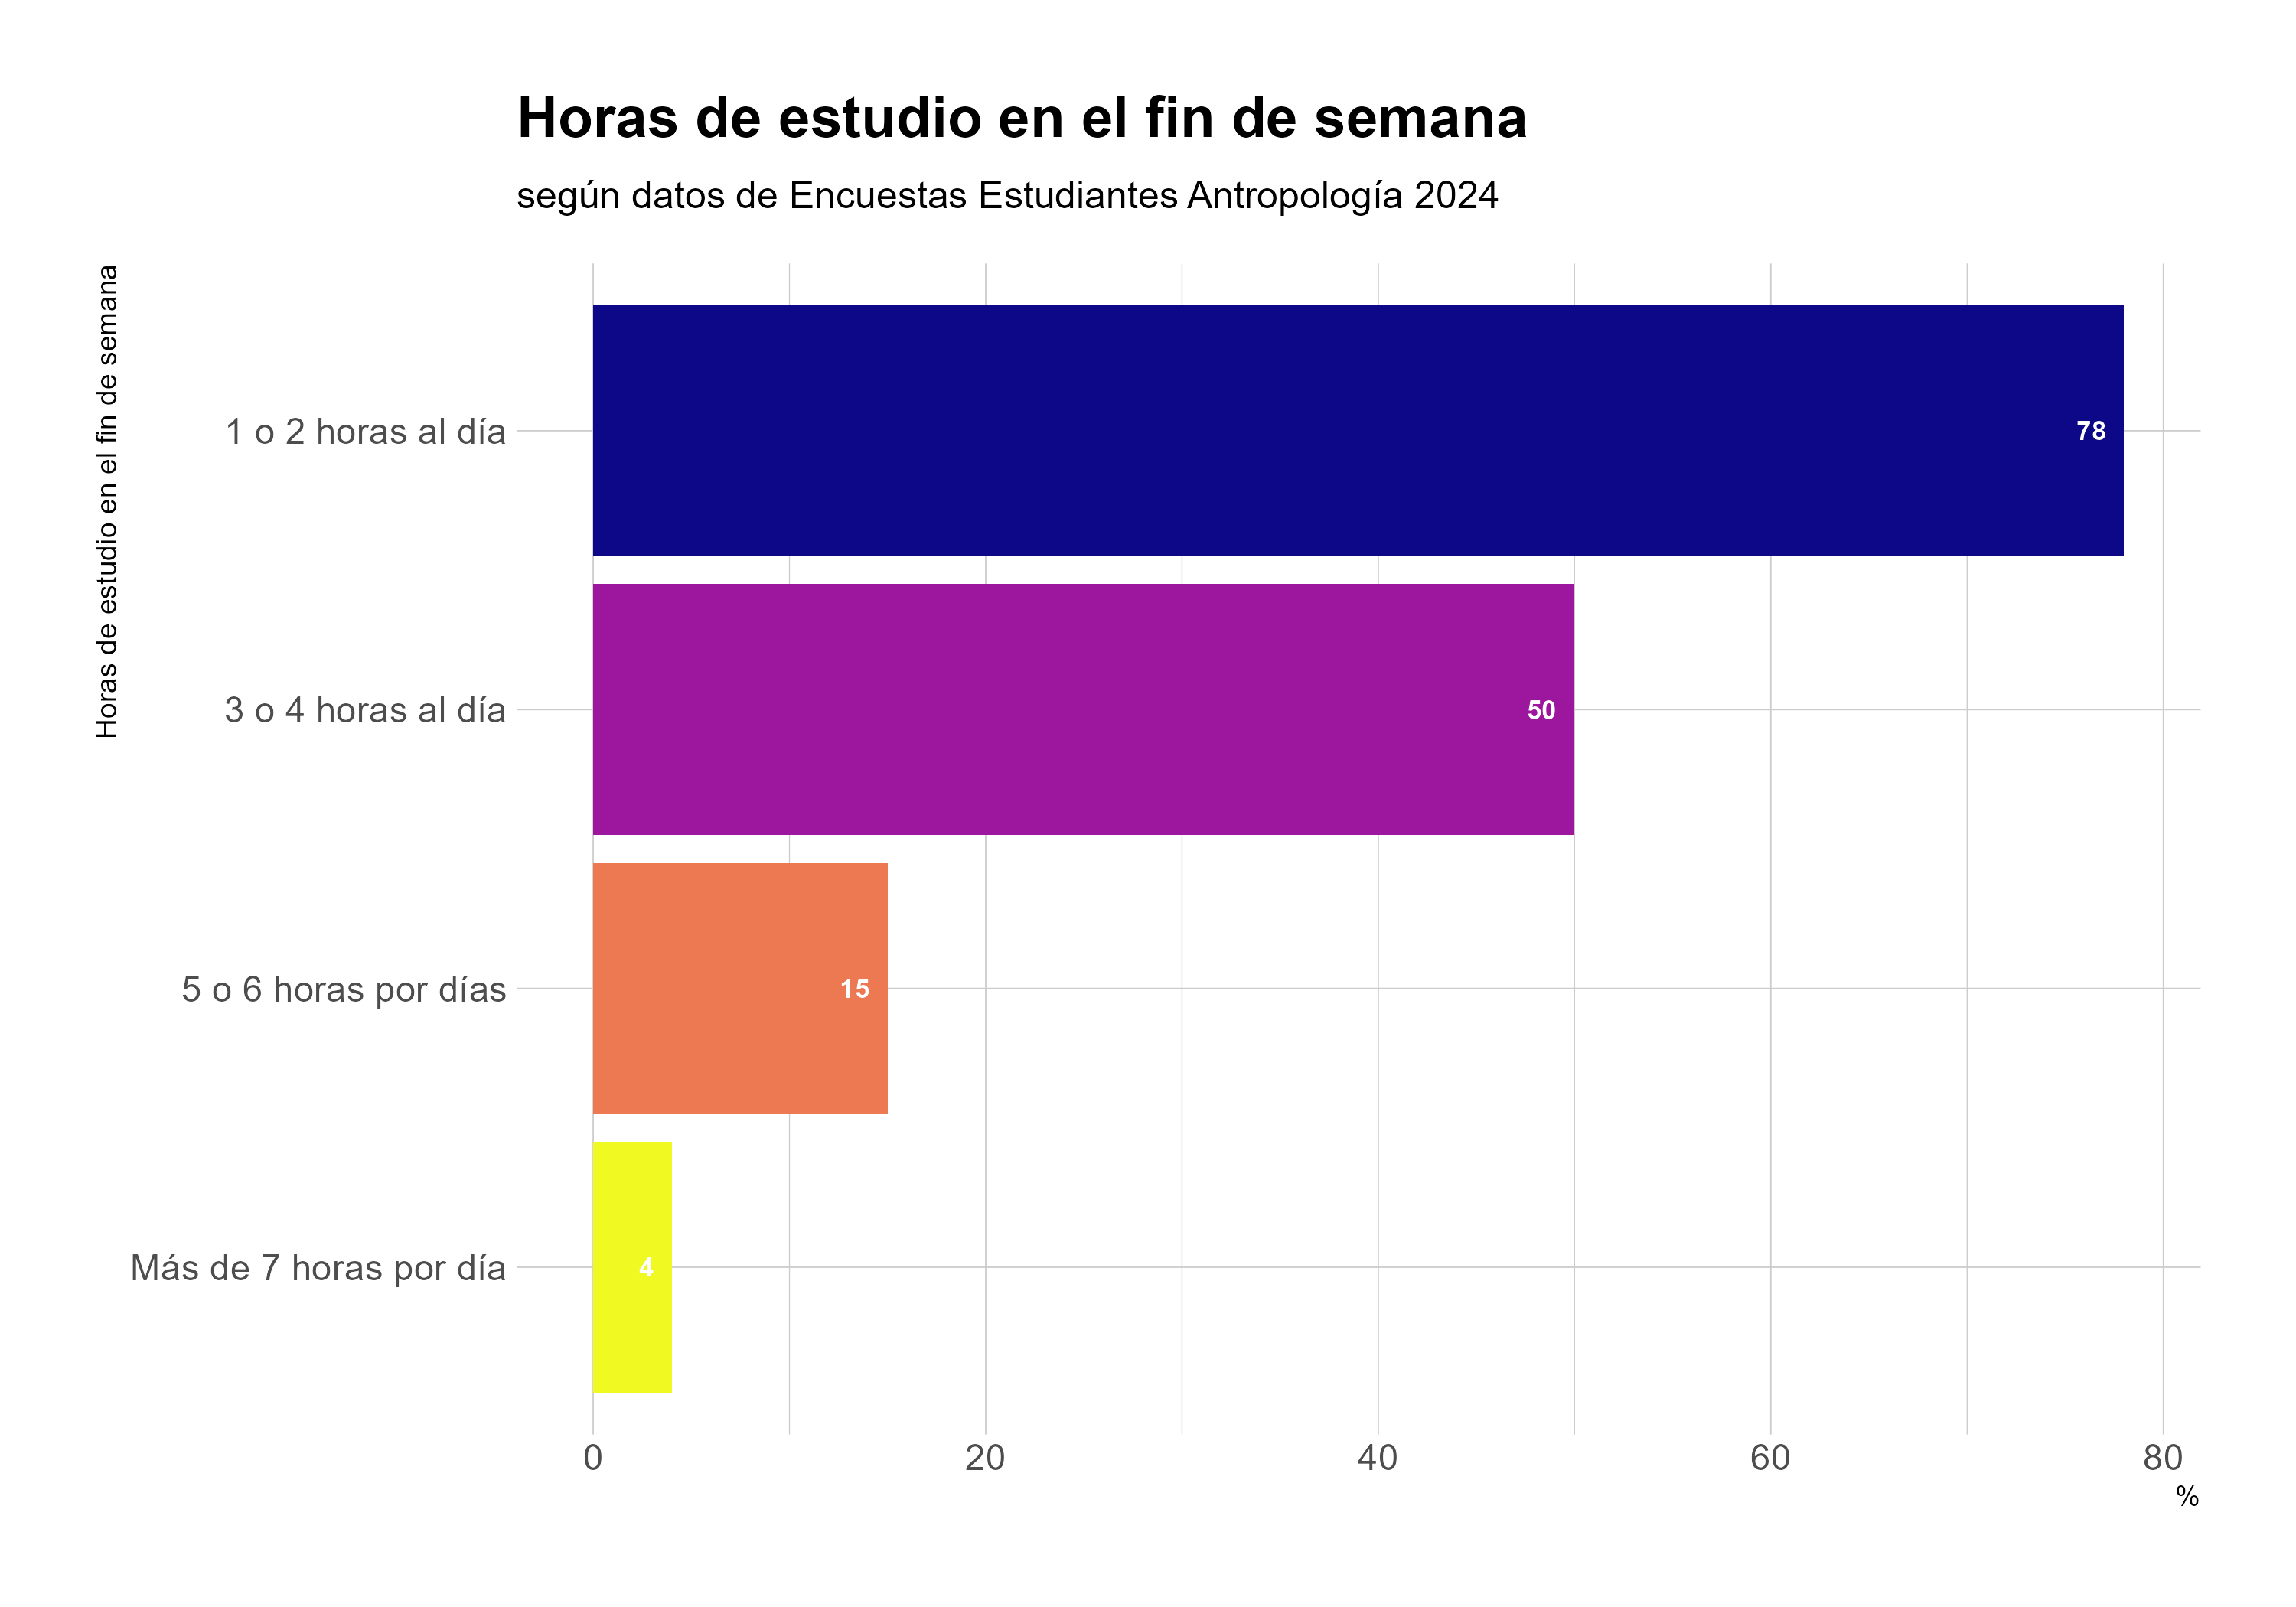 Horas de estudio en el fin de semana
según datos de Encuestas Estudiantes Antropología 2024
Horas de estudio en el fin de semana
1 o 2 horas al día
78
3 o 4 horas al día
50
5 o 6 horas por días
15
Más de 7 horas por día
4
0 20 40 60 80
%